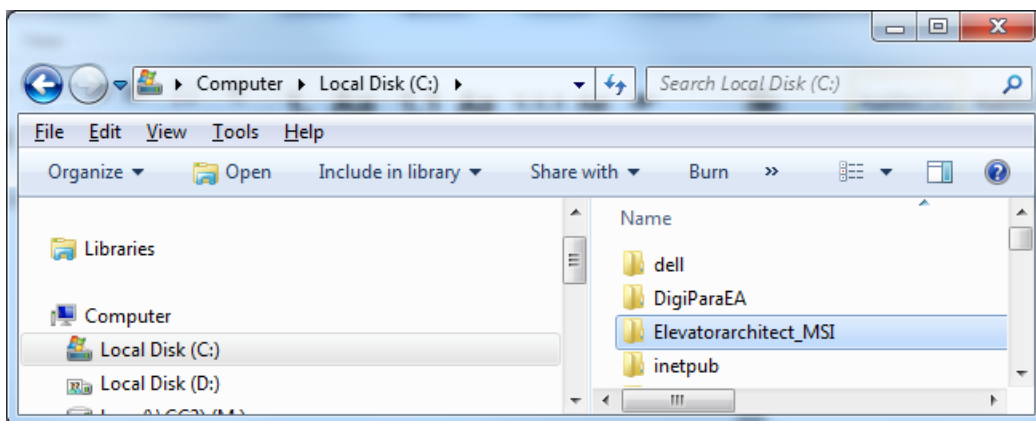 Computer Local Disk (C:) Search Local Disk (C:)
File Edit View Tools Help
Organize Open Include in library Share with Burn »
Name
Libraries
dell
DigiParaEA
Computer
Elevatorarchitect_MSI
Local Disk (C:)
inetpub
Local Disk (D:)